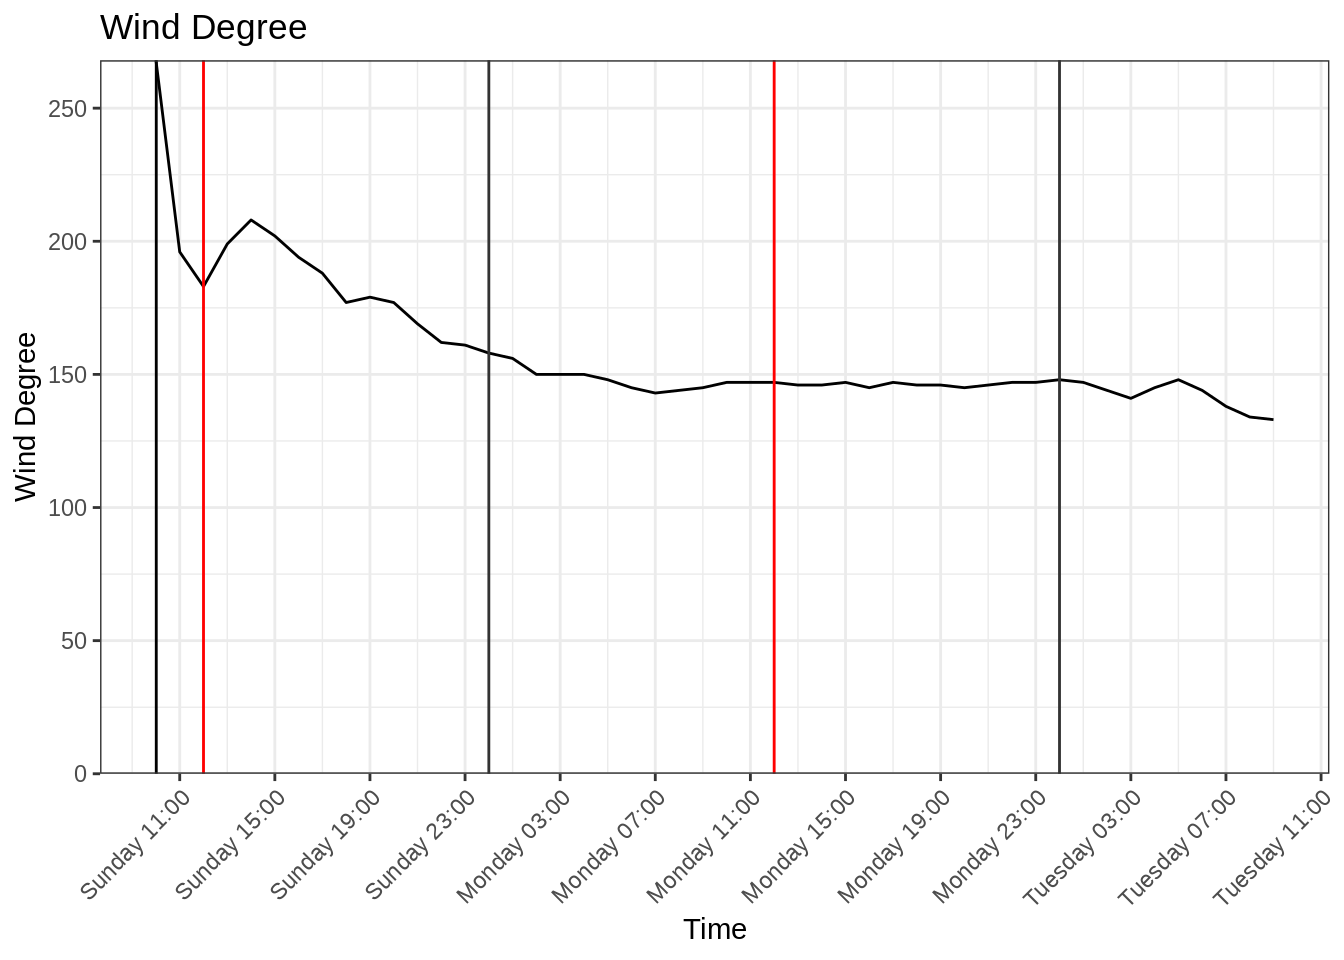 Wind Degree
Wind Degree
250
200
150
100
50
0
Sunday 11:00
Sunday 15:00
Sunday 19:00
Sunday 23:00
Monday 03:00
Monday 07:00
Monday 11:00
Monday 15:00
Monday 19:00
Monday 23:00
Tuesday 03:00
Tuesday 07:00
Tuesday 11:00
Time